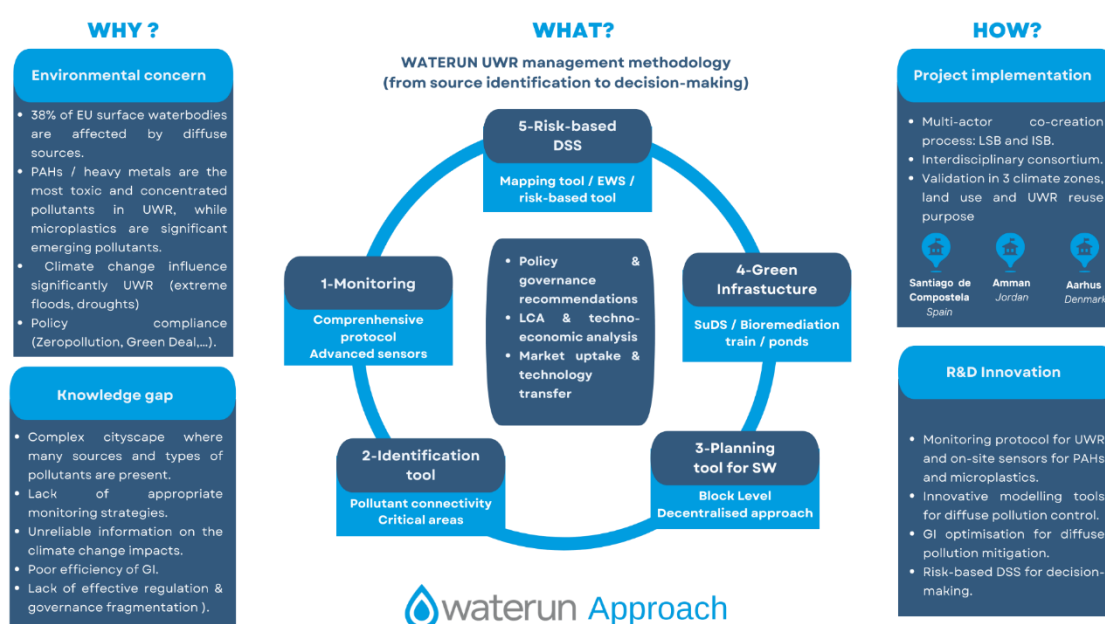 WHY ?
Environmental concern
• 38% of EU surface waterbodies
are affected by diffuse
sources.
• PAHs / heavy metals are the
most toxic and concentrated
pollutants in UWR, while
microplastics are significant
emerging pollutants.
• Climate change influence
significantly UWR (extreme
floods, droughts)
• Policy compliance
(Zeropollution, Green Deal,...).
Knowledge gap
• Complex cityscape where
many sources and types of
pollutants are present.
• Lack of appropriate
monitoring strategies.
• Unreliable information on the
climate change impacts.
• Poor efficiency of GI.
• Lack of effective regulation &
governance fragmentation ).
WHAT?
WATERUN UWR management methodology
(from source identification to decision-making)
5-Risk-based
DSS
Mapping tool / EWS /
risk-based tool
1-Monitoring
Comprenhensive
protocol
Advanced sensors
• Policy &
governance
recommendations
• LCA & techno-
economic analysis
• Market uptake &
technology
transfer
4-Green
Infrastucture
SuDS / Bioremediation
train / ponds
2-Identification
tool
Pollutant connectivity
Critical areas
3-Planning
tool for SW
Block Level
Decentralised approach
waterun Approach
HOW?
Project implementation
• Multi-actor co-creation
process: LSB and ISB.
• Interdisciplinary consortium.
• Validation in 3 climate zones,
land use and UWR reuse
purpose
Santiago de
Compostela
Spain
Amman
Jordan
Aarhus
Denmark
R&D Innovation
• Monitoring protocol for UWR
and on-site sensors for PAHs
and microplastics.
• Innovative modelling tools
for diffuse pollution control.
• GI optimisation for diffuse
pollution mitigation.
• Risk-based DSS for decision-
making.